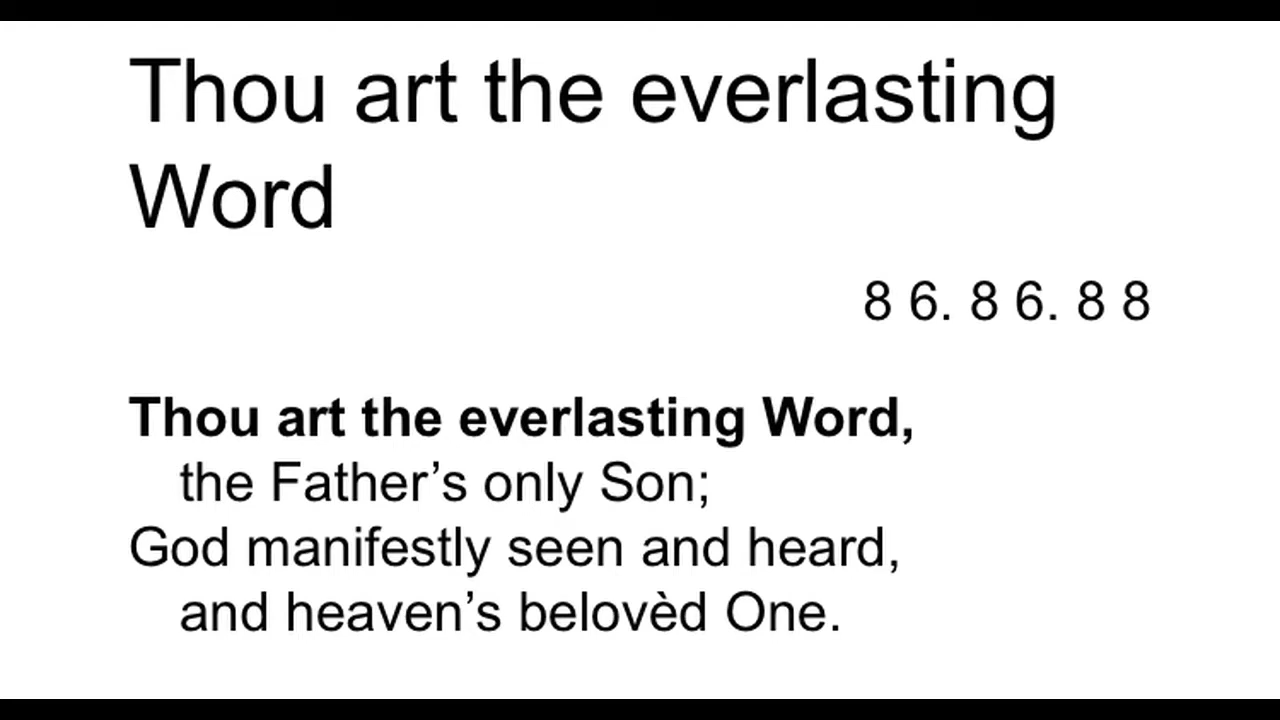 Thou art the everlasting
Word
8 6. 8 6. 8 8
Thou art the everlasting Word,
the Father’s only Son;
God manifestly seen and heard,
and heaven’s belovèd One.